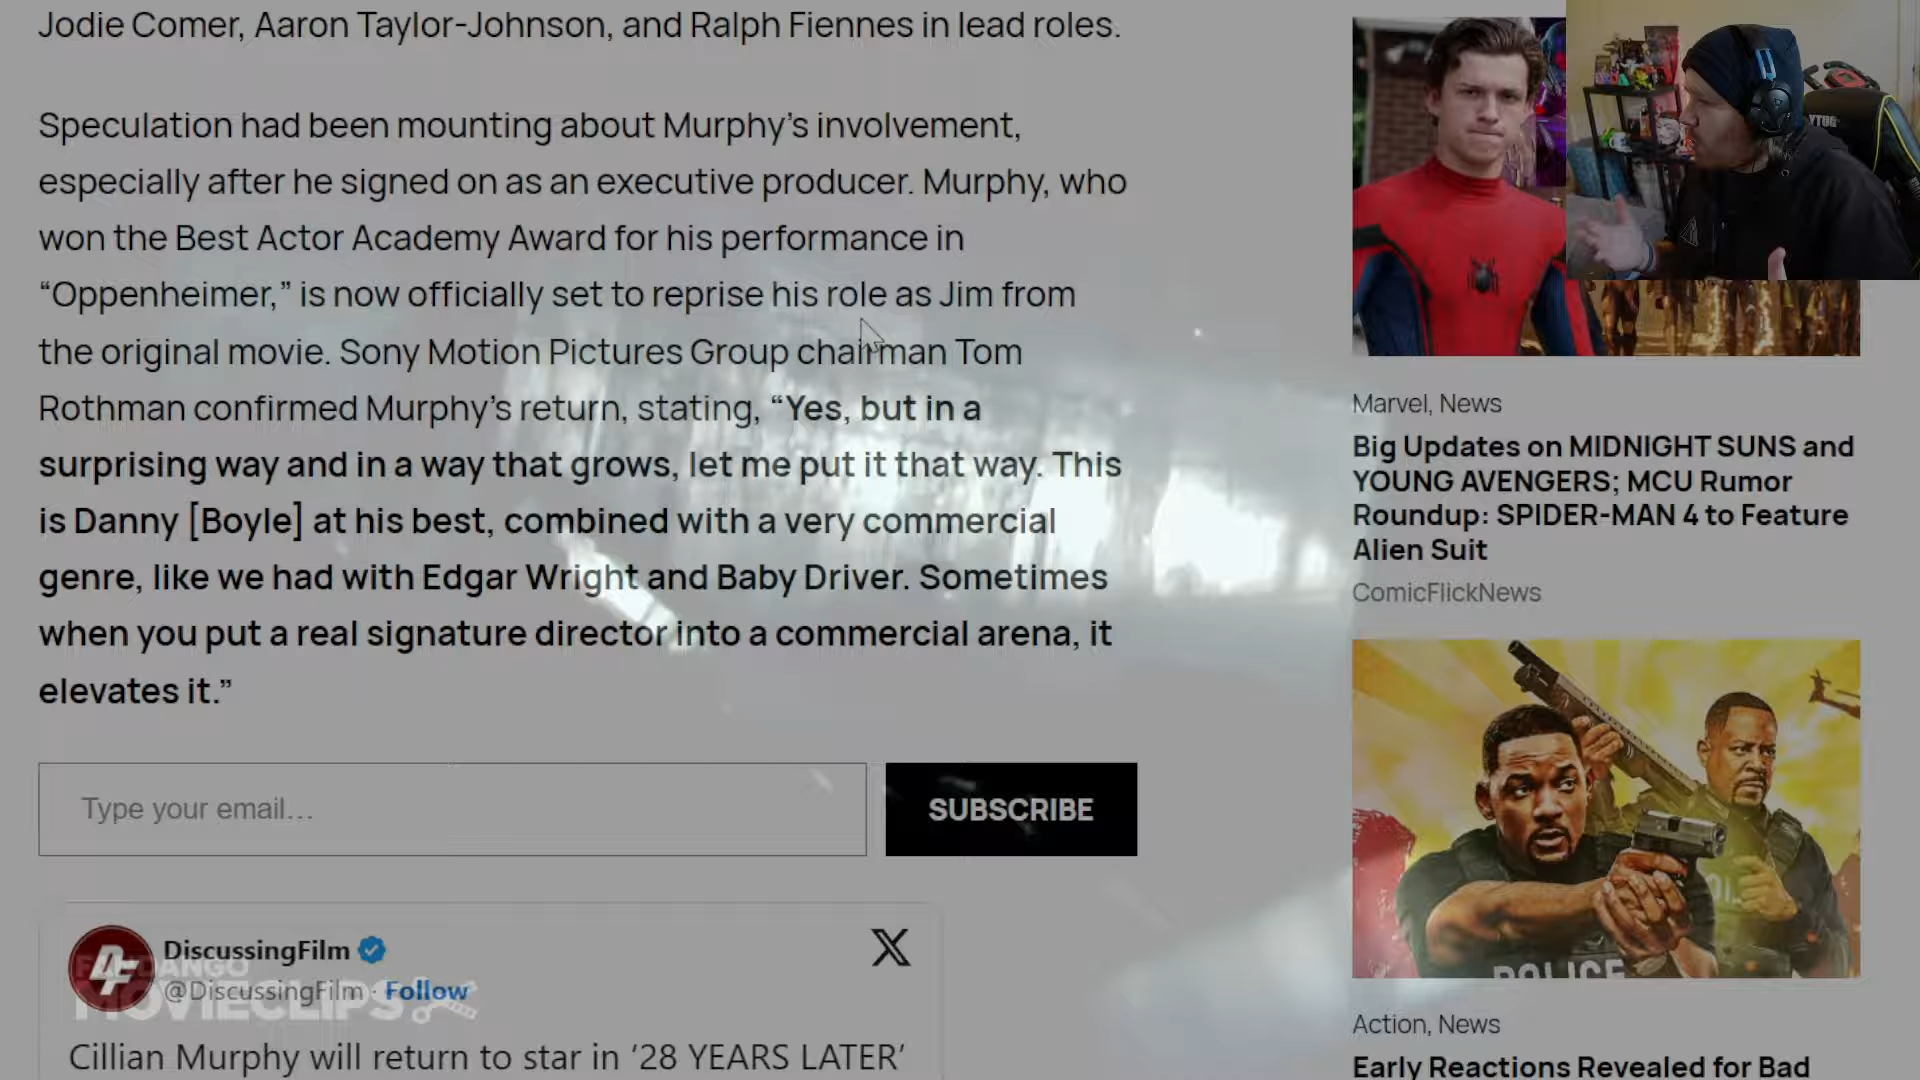 Jodie Comer, Aaron Taylor-Johnson, and Ralph Fiennes in lead roles.
Speculation had been mounting about Murphy’s involvement,
especially after he signed on as an executive producer. Murphy, who
won the Best Actor Academy Award for his performance in
“Oppenheimer,” is now officially set to reprise his role as Jim from
the original movie. Sony Motion Pictures Group chairman Tom
Rothman confirmed Murphy’s return, stating, “Yes, but in a
surprising way and in a way that grows, let me put it that way. This
is Danny [Boyle] at his best, combined with a very commercial
genre, like we had with Edgar Wright and Baby Driver. Sometimes
when you put a real signature director into a commercial arena, it
elevates it.”
Type your email…
SUBSCRIBE
DiscussingFilm
@DiscussingFilm · Follow
FANDANGO
MOVIECLIPS
Cillian Murphy will return to star in ‘28 YEARS LATER’
Marvel, News
Big Updates on MIDNIGHT SUNS and
YOUNG AVENGERS; MCU Rumor
Roundup: SPIDER-MAN 4 to Feature
Alien Suit
ComicFlickNews
POLICE
Action, News
Early Reactions Revealed for Bad